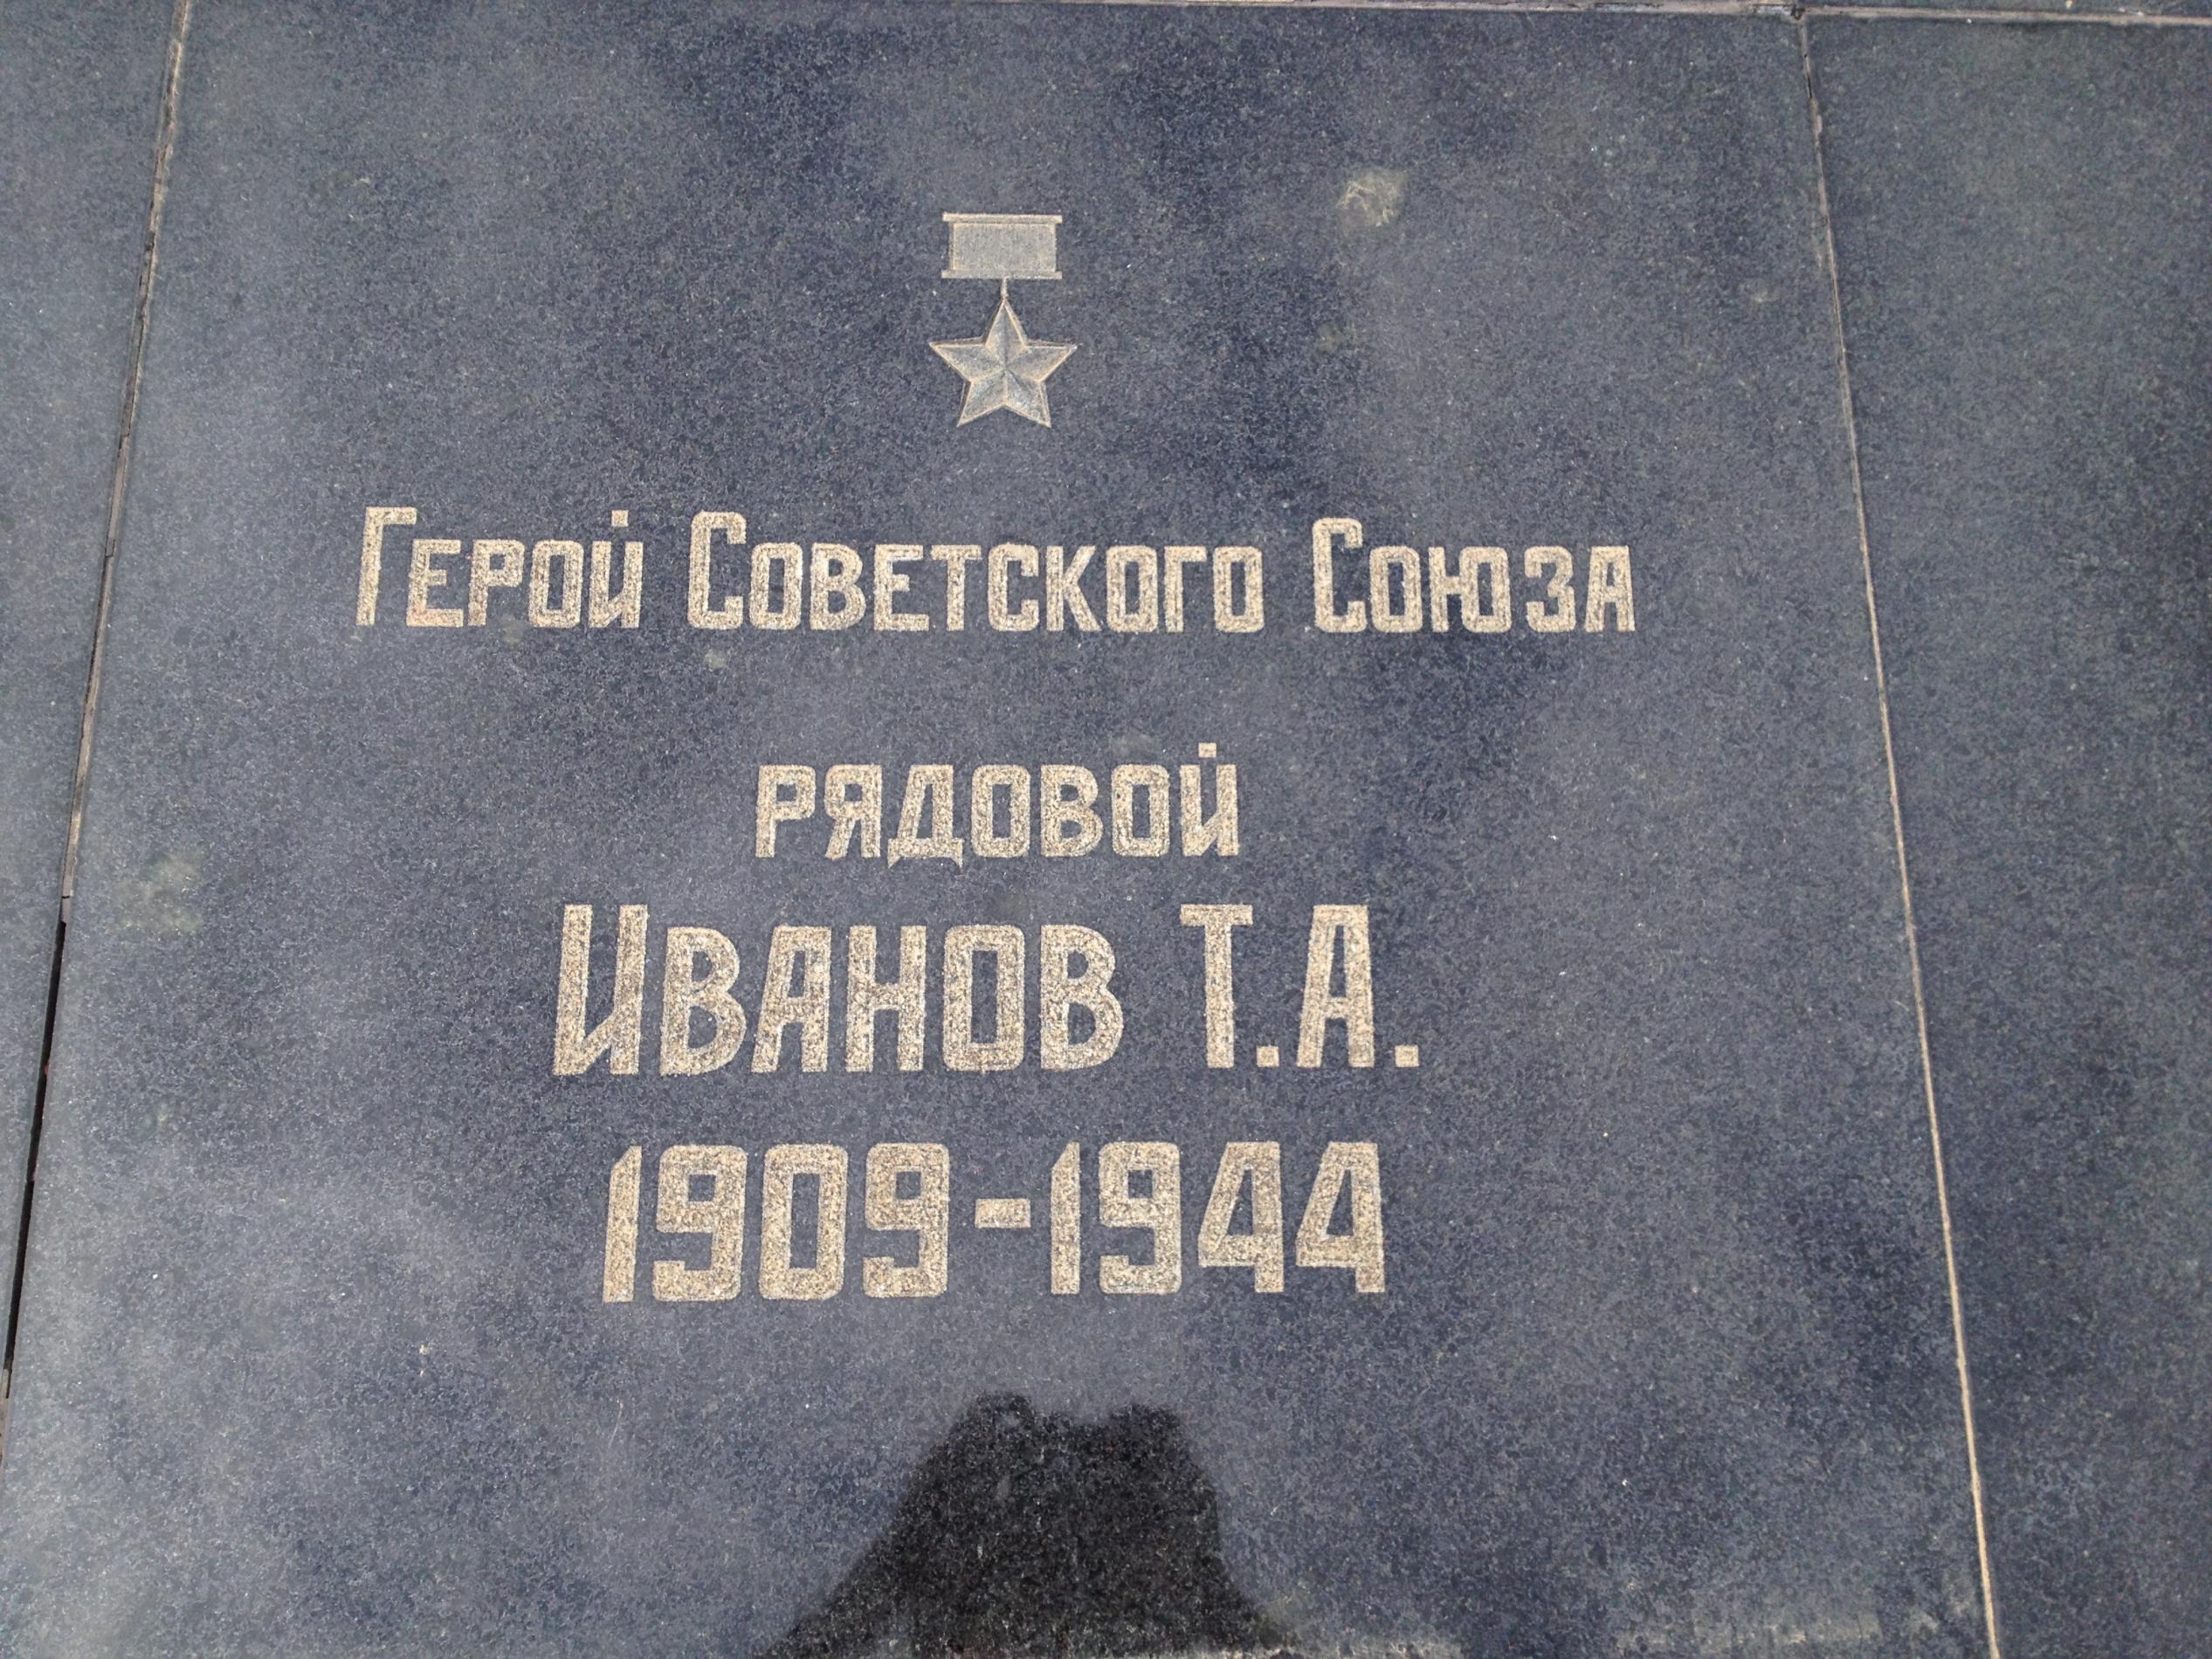 Герой Советского Союза
рядовой
Иванов Т.А.
1909-1944